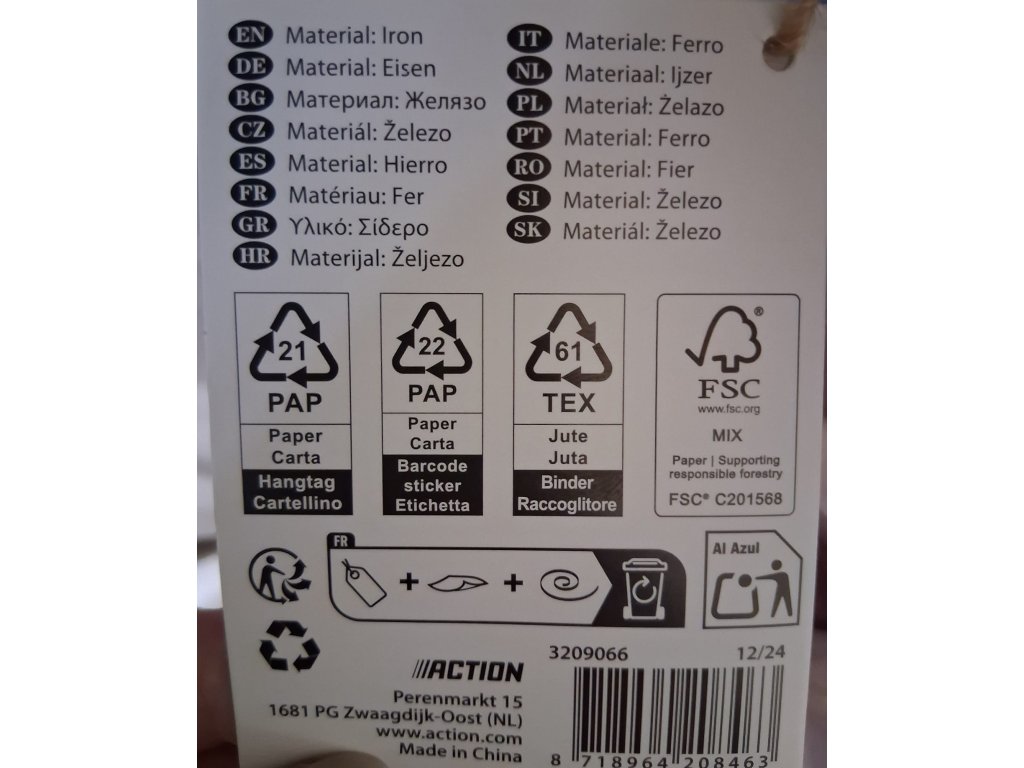 EN Material: Iron
DE Material: Eisen
BG Материал: Желязо
CZ Materiál: Železo
ES Material: Hierro
FR Matériau: Fer
GR Υλικό: Σίδερο
HR Materijal: Željezo
IT Materiale: Ferro
NL Materiaal: Ijzer
PL Materiał: Żelazo
PT Material: Ferro
RO Material: Fier
SI Material: Železo
SK Materiál: Železo
21
PAP
Paper
Carta
Hangtag
Cartellino
22
PAP
Paper
Carta
Barcode
sticker
Etichetta
61
TEX
Jute
Juta
Binder
Raccoglitore
®
FSC
www.fsc.org
MIX
Paper | Supporting
responsible forestry
FSC® C201568
FR
+ +
Al Azul
ACTION
Perenmarkt 15
1681 PG Zwaagdijk-Oost (NL)
www.action.com
Made in China
3209066 12/24
8 718964 208463